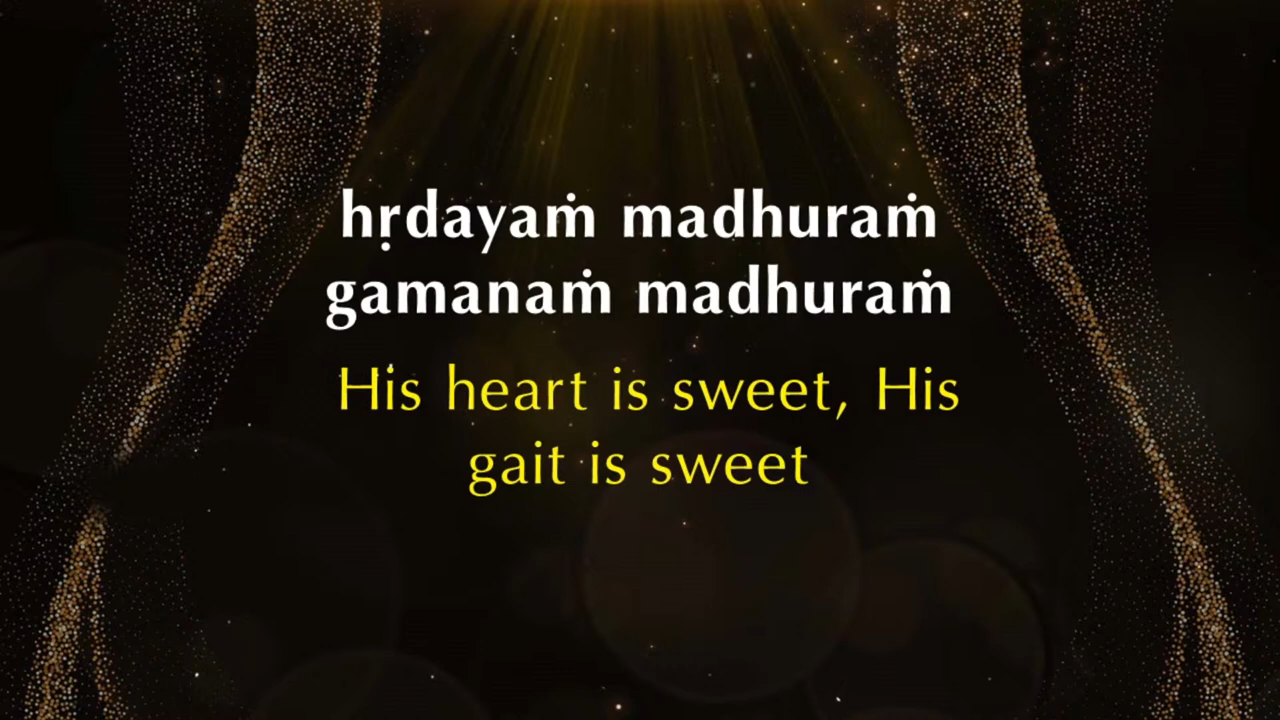 hṛdayaṁ madhuraṁ
gamanaṁ madhuraṁ
His heart is sweet, His
gait is sweet